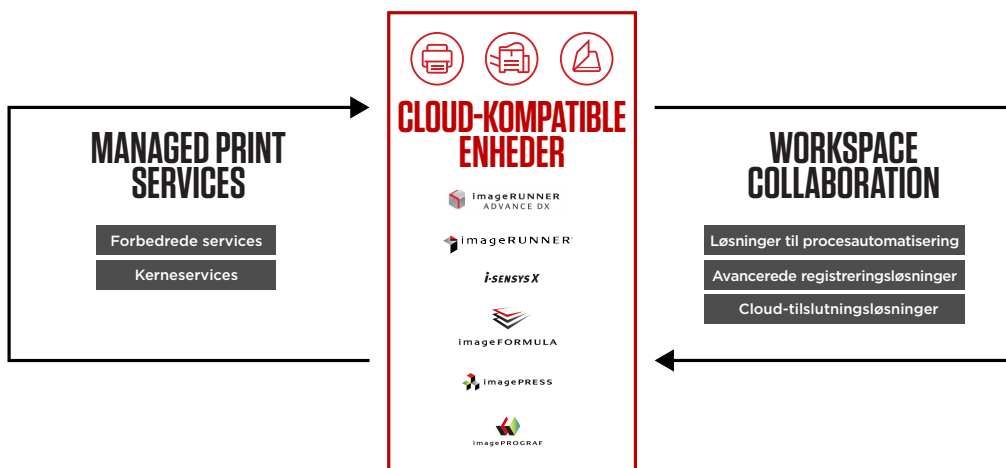 MANAGED PRINT
SERVICES
Forbedrede services
Kerneservices
CLOUD-KOMPATIBLE
ENHEDER
imageRUNNER
ADVANCE DX
imageRUNNER
i-SENSYS X
imageFORMULA
imagePRESS
imagePROGRAF
WORKSPACE
COLLABORATION
Løsninger til procesautomatisering
Avancerede registreringsløsninger
Cloud-tilslutningsløsninger